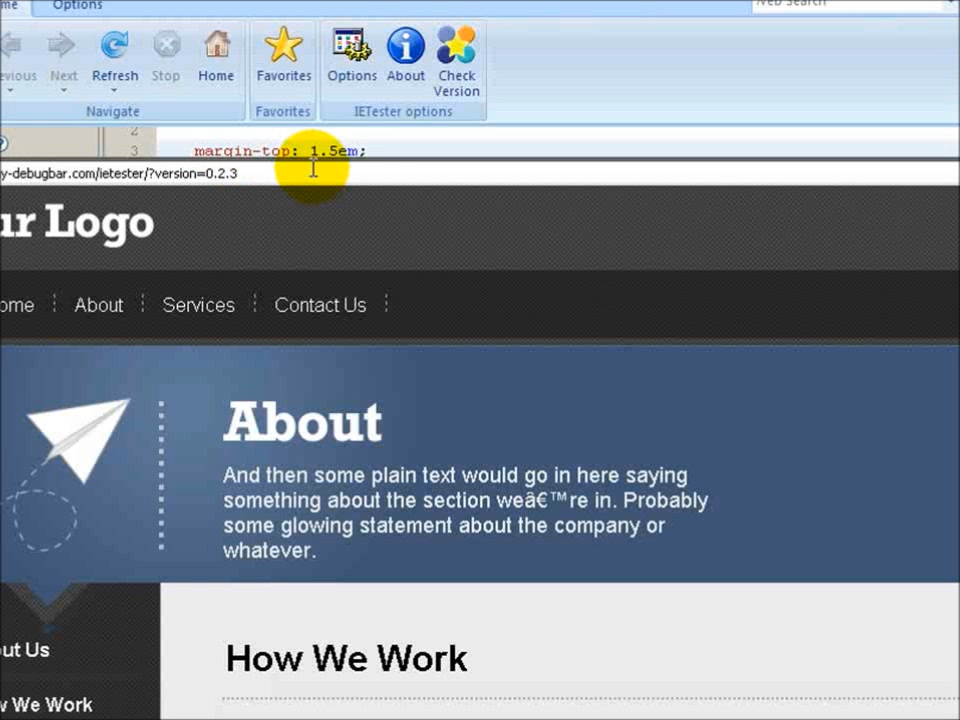 me Options Web Search
evious Next Refresh Stop Home Favorites Options About Check Version
Navigate Favorites IETester options
2
3 margin-top: 1.5em;
y-debugbar.com/ietester/?version=0.2.3
ur Logo
ome About Services Contact Us
About
And then some plain text would go in here saying
something about the section weâ€™re in. Probably
some glowing statement about the company or
whatever.
out Us
How We Work
w We Work